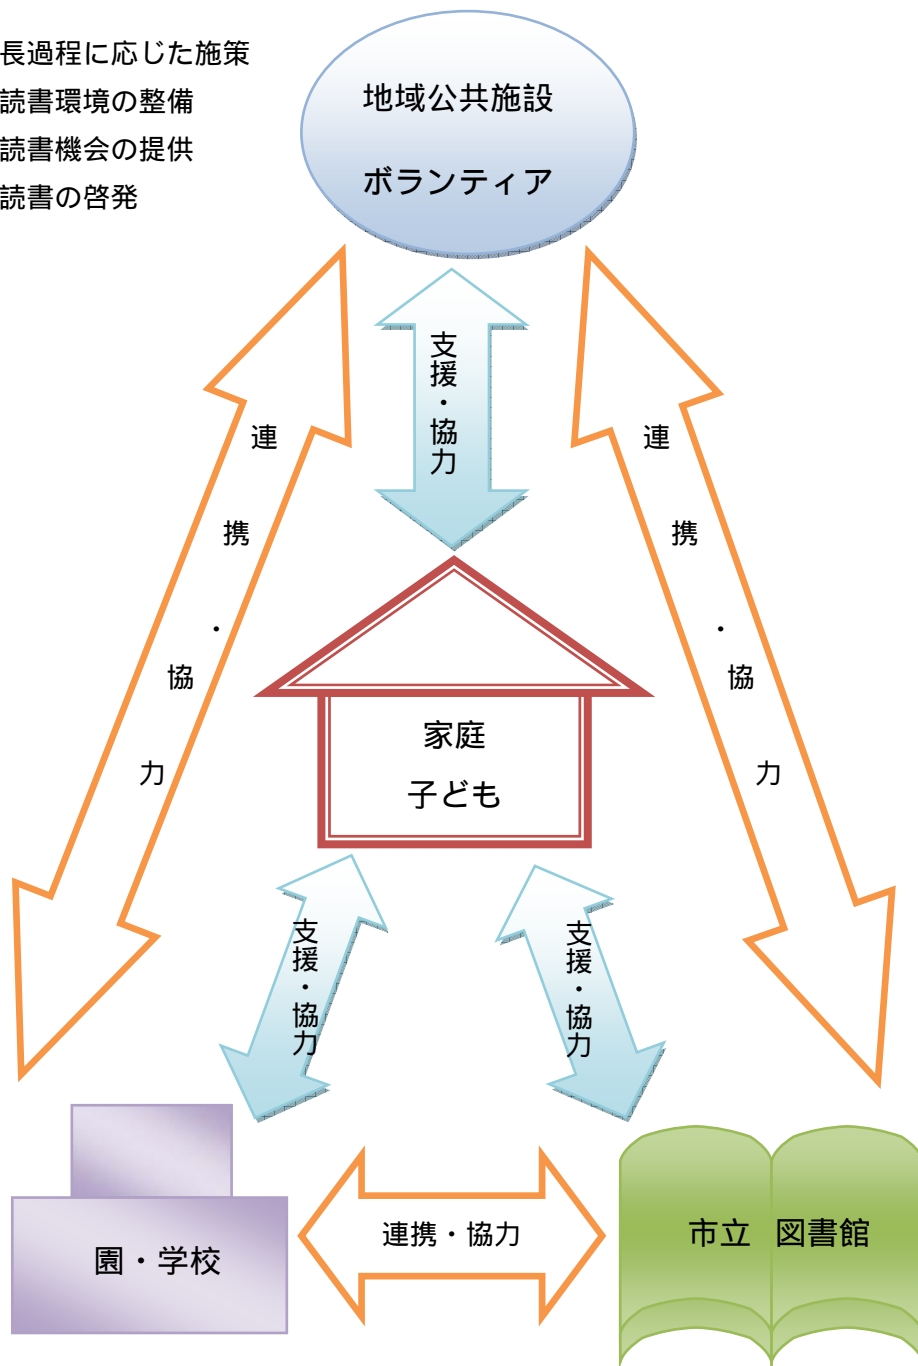 長過程に応じた施策
読書環境の整備
読書機会の提供
読書の啓発
地域公共施設
ボランティア
支援・協力
連携・協力
連携・協力
家庭
子ども
支援・協力
支援・協力
園・学校
連携・協力
市立 図書館